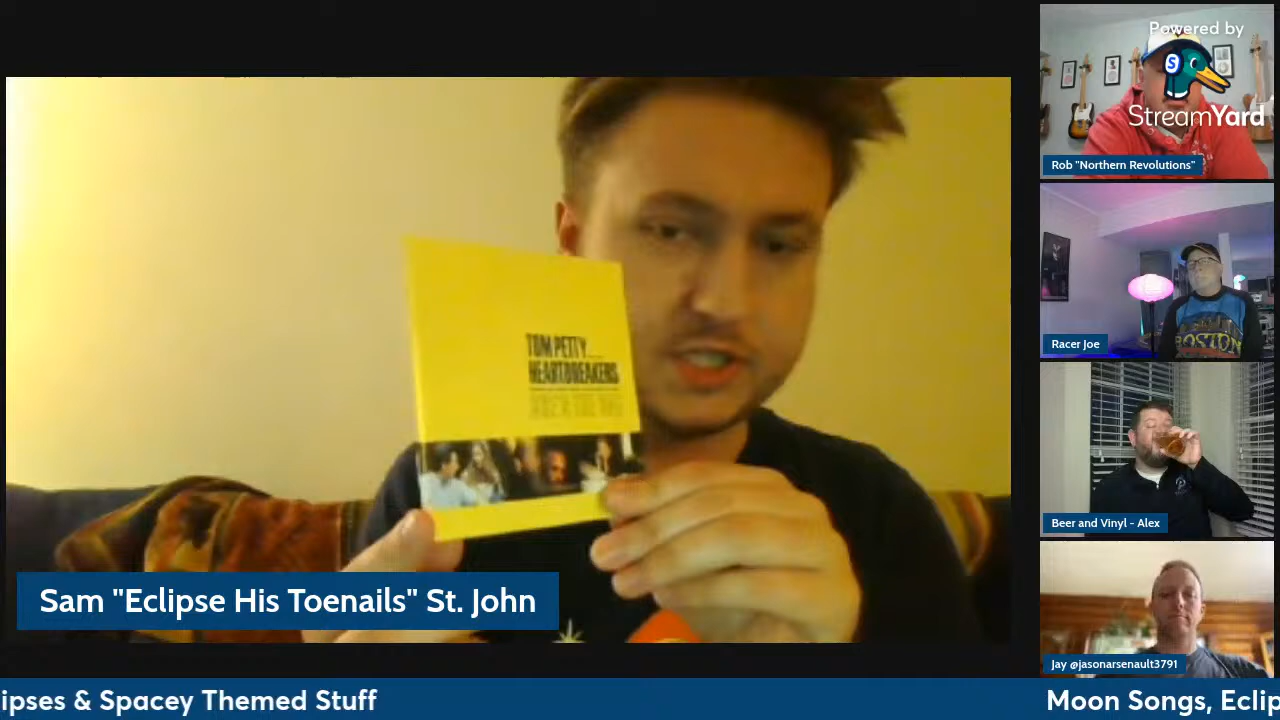 Powered by
S
StreamYard
Rob "Northern Revolutions"
Racer Joe
BOSTON
Beer and Vinyl - Alex
Jay @jasonarsenault3791
TOM PETTY
HEARTBREAKERS
Sam "Eclipse His Toenails" St. John
ipses & Spacey Themed Stuff
Moon Songs, Eclip